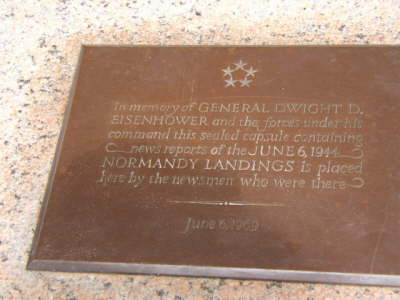 In memory of GENERAL DWIGHT D.
EISENHOWER and the forces under his
command this sealed capsule containing
news reports of the JUNE 6, 1944
NORMANDY LANDINGS is placed
here by the newsmen who were there
June 6, 1969